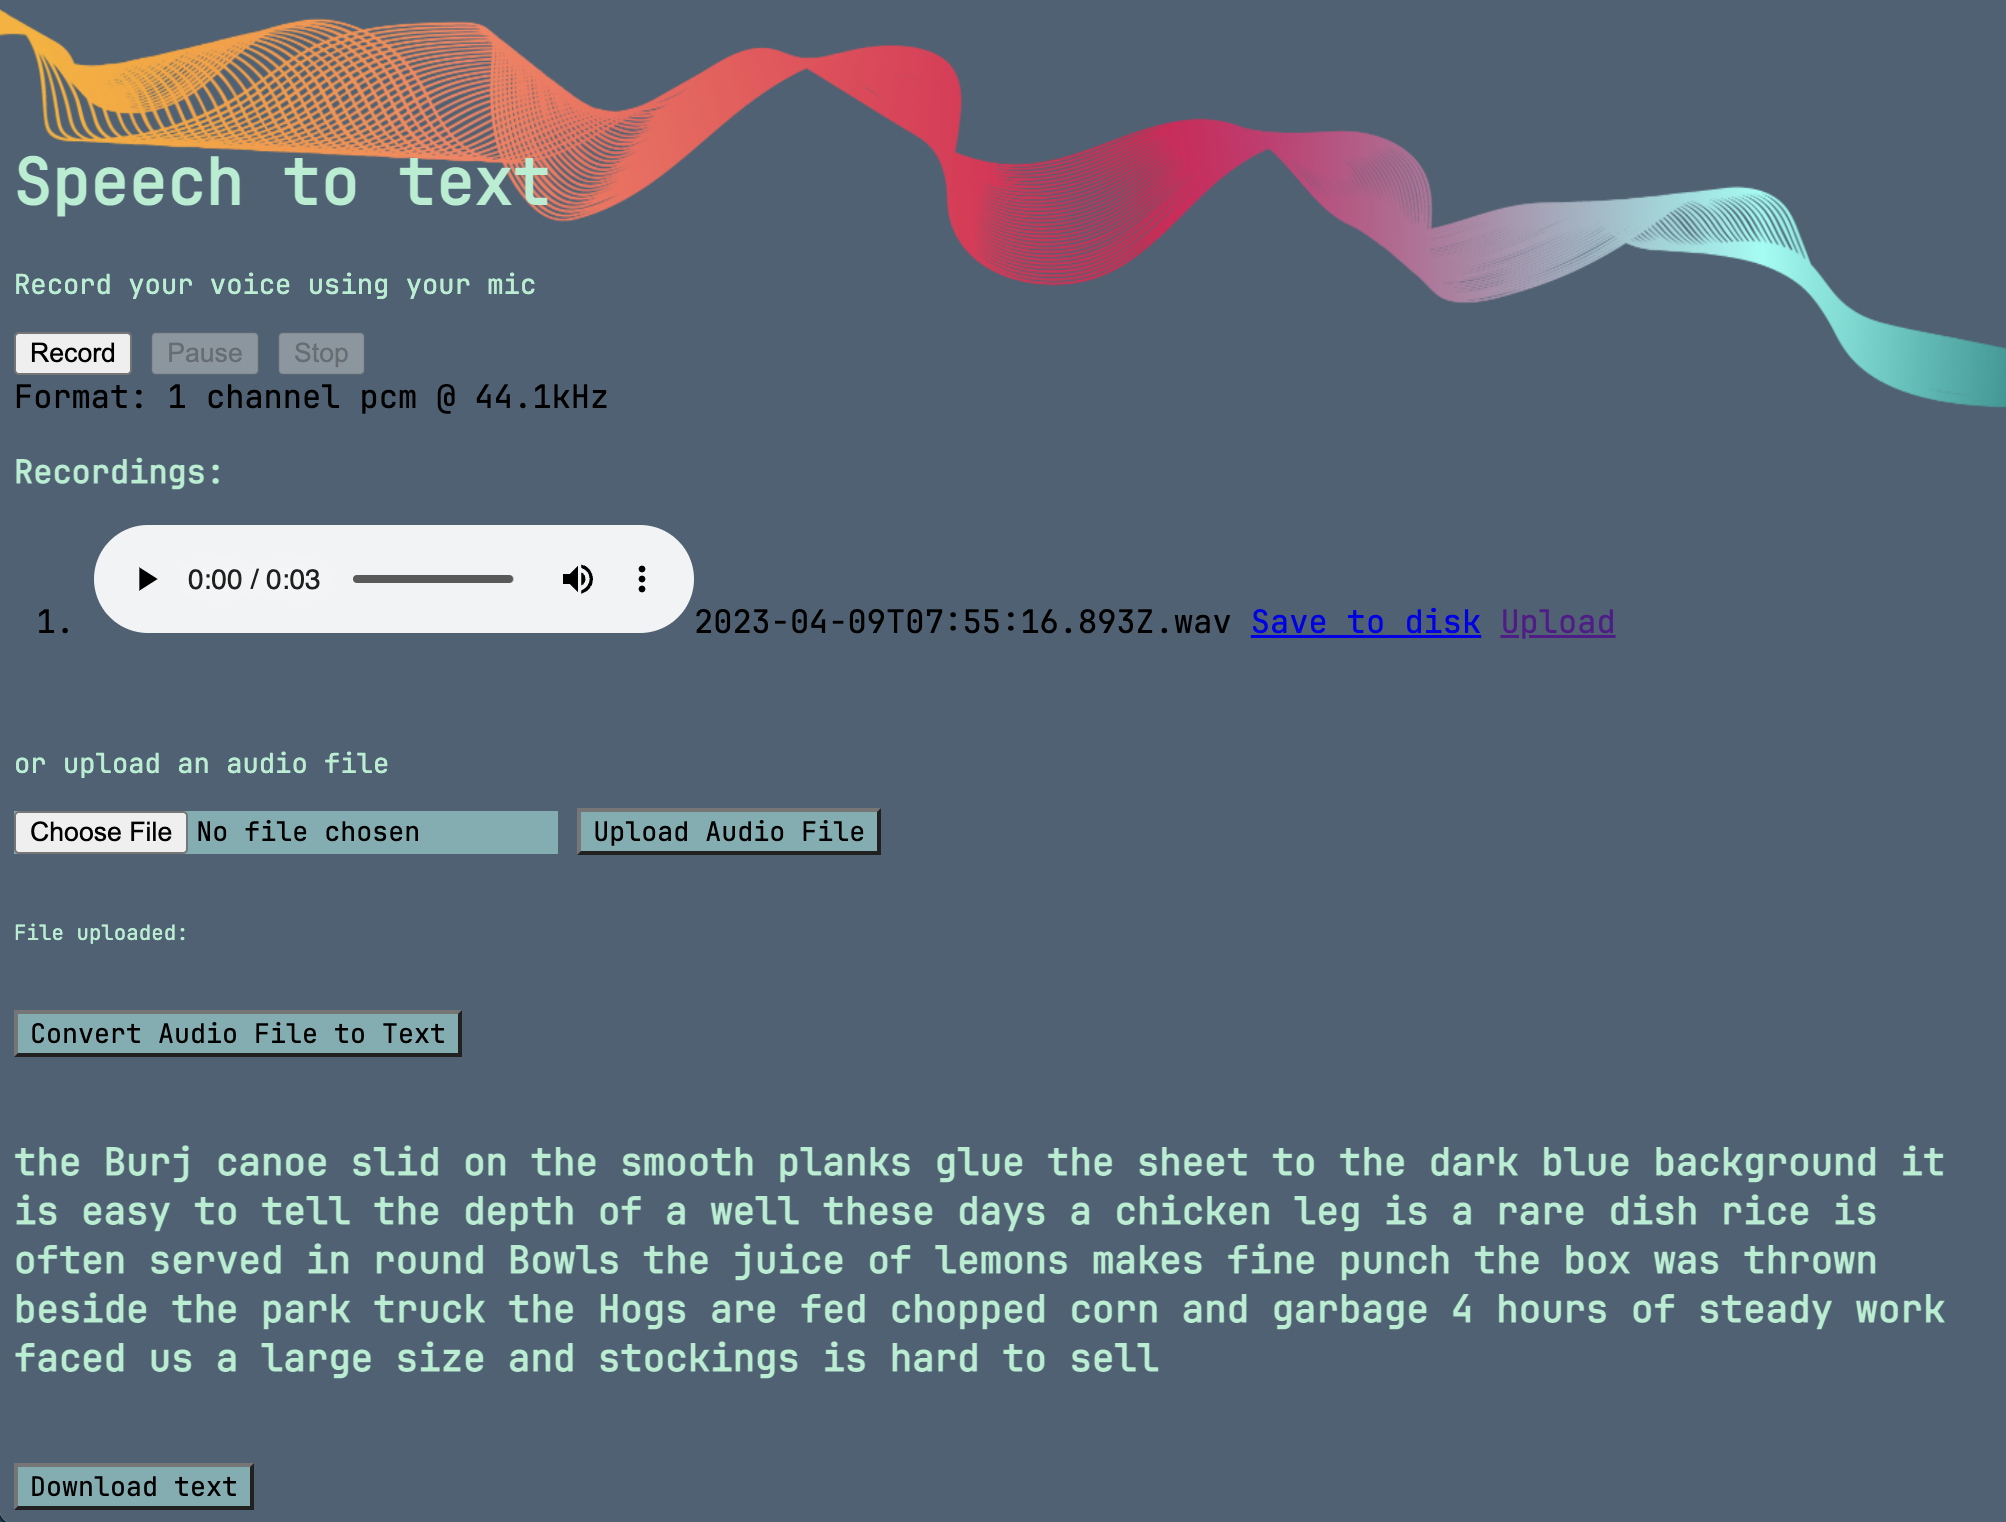 Speech to text
Record your voice using your mic
Record Pause Stop
Format: 1 channel pcm @ 44.1kHz
Recordings:
0:00 / 0:03
1. 2023-04-09T07:55:16.893Z.wav Save to disk Upload
or upload an audio file
Choose File No file chosen Upload Audio File
File uploaded:
Convert Audio File to Text
the Burj canoe slid on the smooth planks glue the sheet to the dark blue background it
is easy to tell the depth of a well these days a chicken leg is a rare dish rice is
often served in round Bowls the juice of lemons makes fine punch the box was thrown
beside the park truck the Hogs are fed chopped corn and garbage 4 hours of steady work
faced us a large size and stockings is hard to sell
Download text